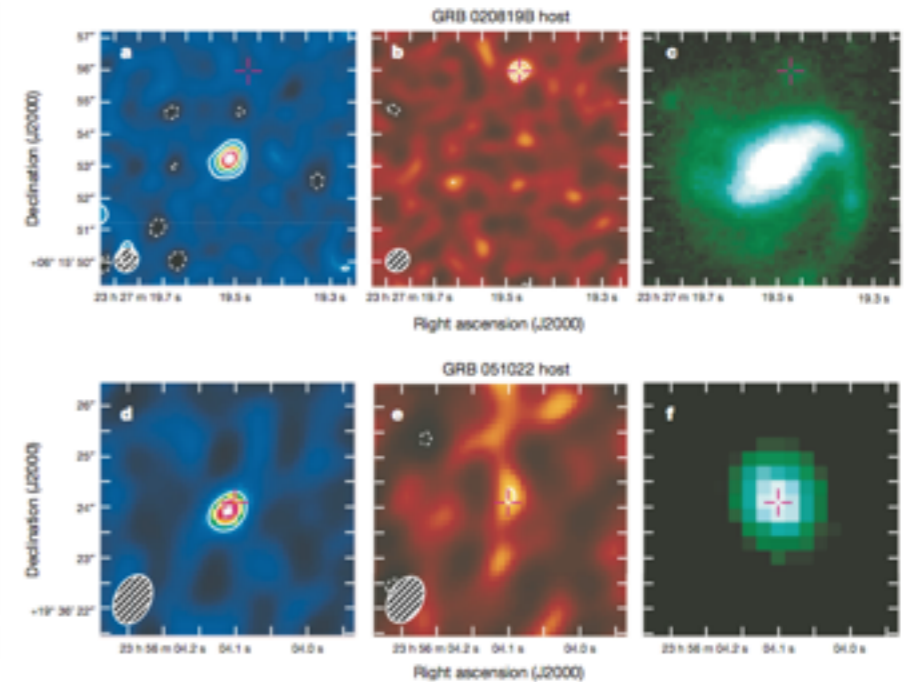 GRB 020819B host
a b c
57″
56″
55″
54″
53″
52″
51″
+06° 15′ 50″
Declination (J2000)
23 h 27 m 19.7 s 19.5 s 19.3 s 23 h 27 m 19.7 s 19.5 s 19.3 s 23 h 27 m 19.7 s 19.5 s 19.3 s
Right ascension (J2000)
GRB 051022 host
d e f
26″
25″
24″
23″
+19° 36′ 22″
Declination (J2000)
23 h 56 m 04.2 s 04.1 s 04.0 s 23 h 56 m 04.2 s 04.1 s 04.0 s 23 h 56 m 04.2 s 04.1 s 04.0 s
Right ascension (J2000)